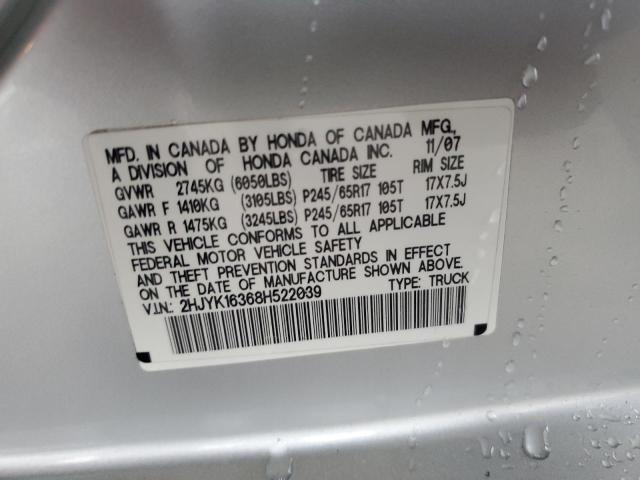 MFD. IN CANADA BY HONDA OF CANADA MFG.,
A DIVISION OF HONDA CANADA INC. 11/07
GVWR 2745KG (6050LBS) TIRE SIZE RIM SIZE
GAWR F 1410KG (3105LBS) P245/65R17 105T 17X7.5J
GAWR R 1475KG (3245LBS) P245/65R17 105T 17X7.5J
THIS VEHICLE CONFORMS TO ALL APPLICABLE
FEDERAL MOTOR VEHICLE SAFETY
AND THEFT PREVENTION STANDARDS IN EFFECT
ON THE DATE OF MANUFACTURE SHOWN ABOVE.
V.I.N.: 2HJYK16368H522039 TYPE: TRUCK